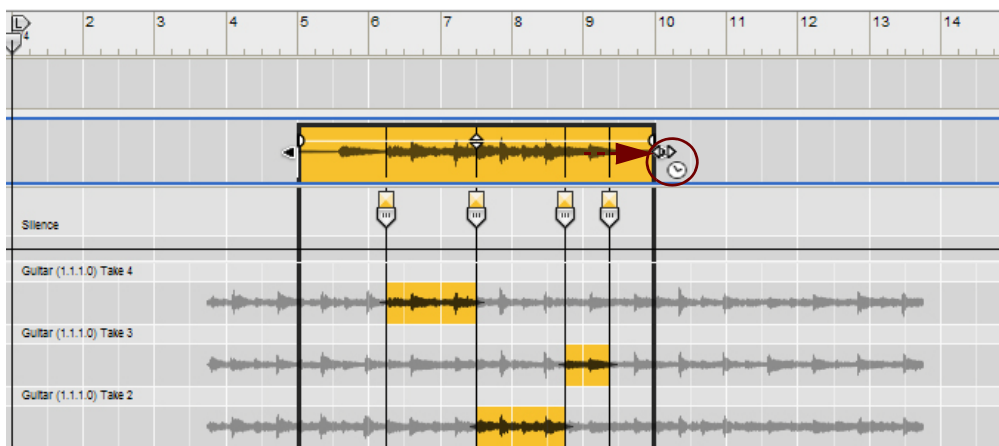 L 2 3 4 5 6 7 8 9 10 11 12 13 14
4
Silence
Guitar (1.1.1.0) Take 4
Guitar (1.1.1.0) Take 3
Guitar (1.1.1.0) Take 2